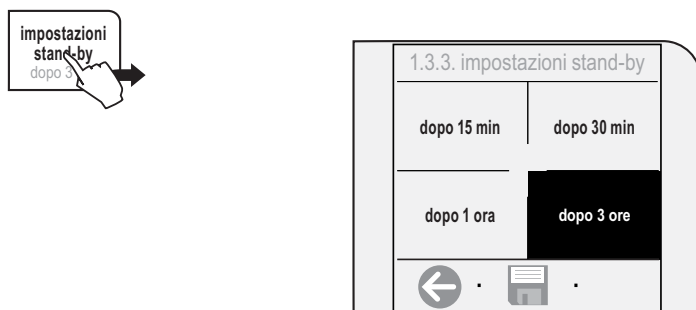 impostazioni
stand-by
dopo 3
1.3.3. impostazioni stand-by
dopo 15 min
dopo 30 min
dopo 1 ora
dopo 3 ore